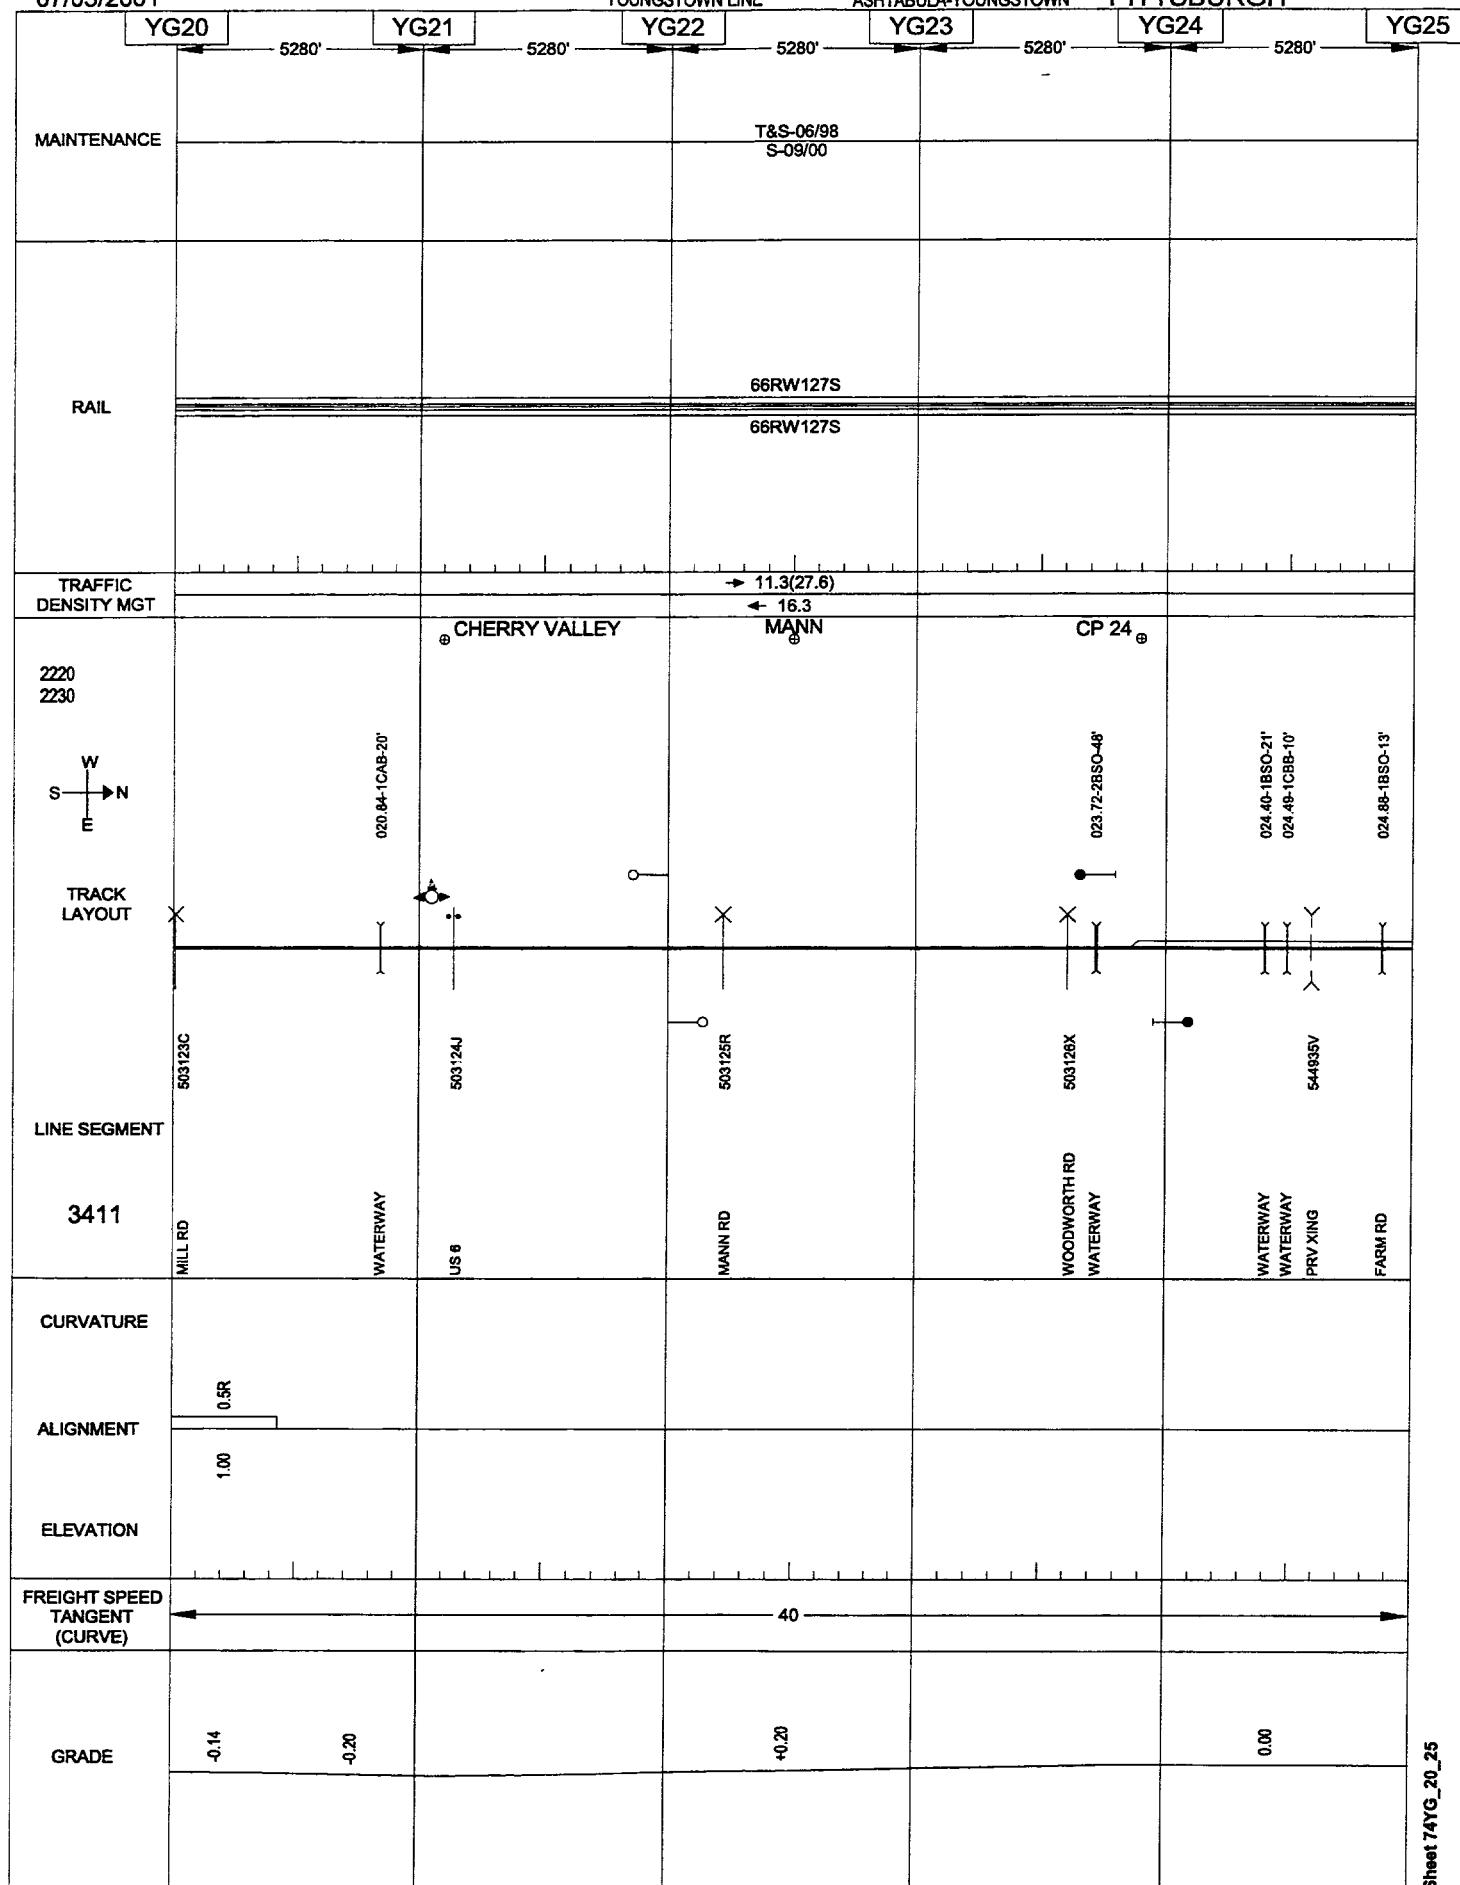 YOUNGSTOWN LINE
ASHTABULA-YOUNGSTOWN
YG20 YG21 YG22 YG23 YG24 YG25
5280' 5280' 5280' 5280' 5280'
MAINTENANCE
T&S-06/98
S-09/00
RAIL
66RW127S
66RW127S
TRAFFIC
DENSITY MGT
11.3(27.6)
16.3
CHERRY VALLEY MANN CP 24
2220
2230
W
S N
E
020.84-1CAB-20'
023.72-2BSO-48'
024.40-1BSO-21'
024.49-1CBB-10'
024.88-1BSO-13'
TRACK
LAYOUT
503123C
503124J
503125R
503126X
544935V
LINE SEGMENT
3411
MILL RD
WATERWAY
US 6
MANN RD
WOODWORTH RD
WATERWAY
WATERWAY
WATERWAY
PRV XING
FARM RD
CURVATURE
0.5R
ALIGNMENT
1.00
ELEVATION
FREIGHT SPEED
TANGENT
(CURVE)
40
GRADE
-0.14
-0.20
+0.20
0.00
Sheet 74YG_20_25